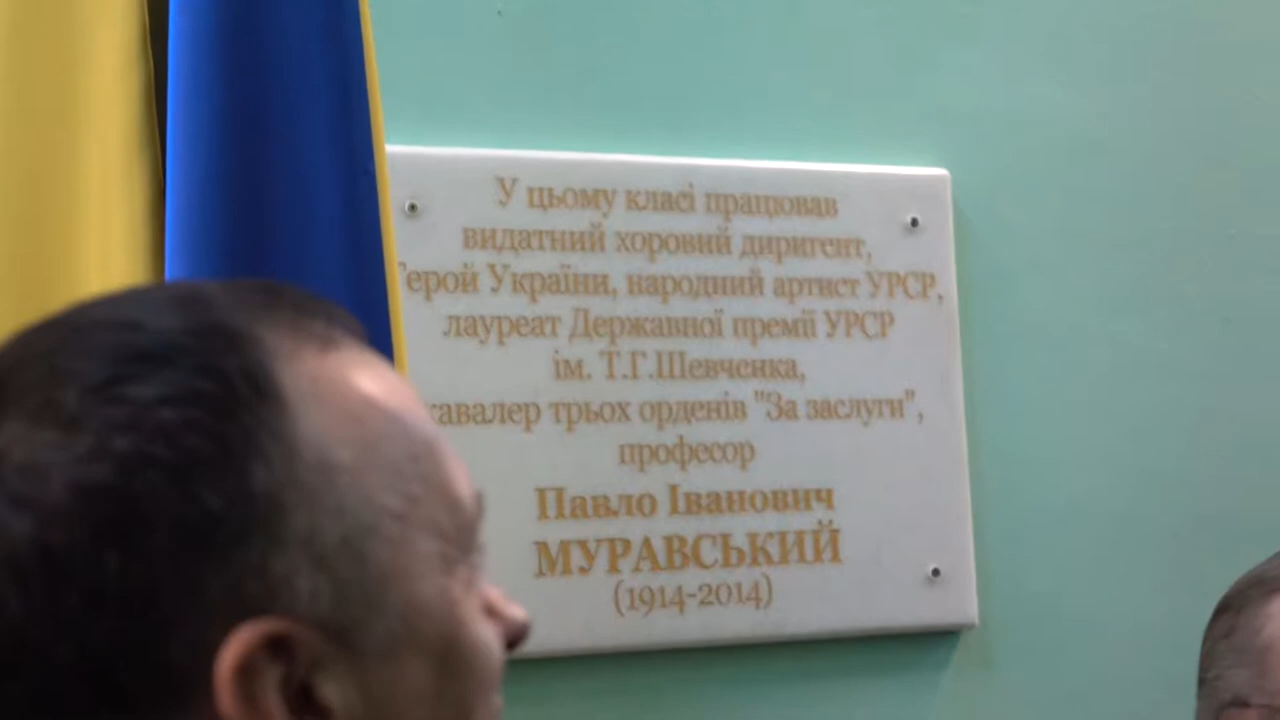 У цьому класі працював
видатний хоровий диригент,
Герой України, народний артист УРСР,
лауреат Державної премії УРСР
ім. Т.Г.Шевченка,
кавалер трьох орденів "За заслуги",
професор
Павло Іванович
МУРАВСЬКИЙ
(1914-2014)